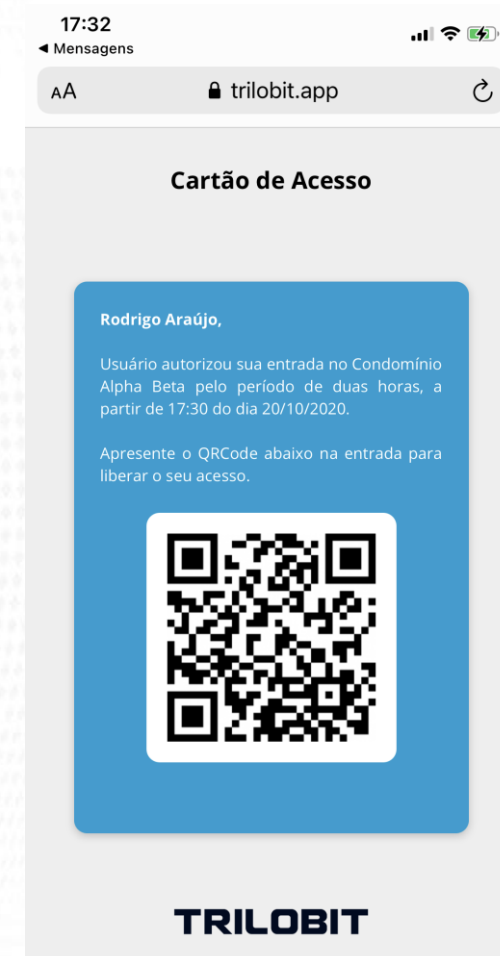 17:32
Mensagens
AA trilobit.app
Cartão de Acesso
Rodrigo Araújo,
Usuário autorizou sua entrada no Condomínio
Alpha Beta pelo período de duas horas, a
partir de 17:30 do dia 20/10/2020.
Apresente o QRCode abaixo na entrada para
liberar o seu acesso.
TRILOBIT